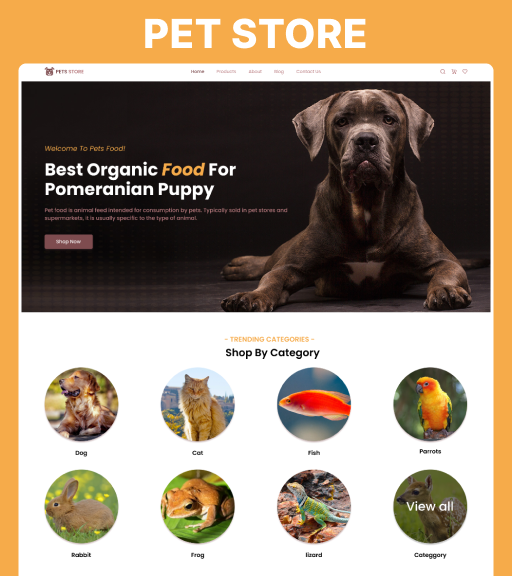 PET STORE
PETS STORE
Home Products About Blog Contact Us
Welcome To Pets Food!
Best Organic Food For
Pomeranian Puppy
Pet food is animal feed intended for consumption by pets. Typically sold in pet stores and
supermarkets, it is usually specific to the type of animal.
Shop Now
- TRENDING CATEGORIES -
Shop By Category
Dog Cat Fish Parrots
View all
Rabbit Frog lizard Categgory